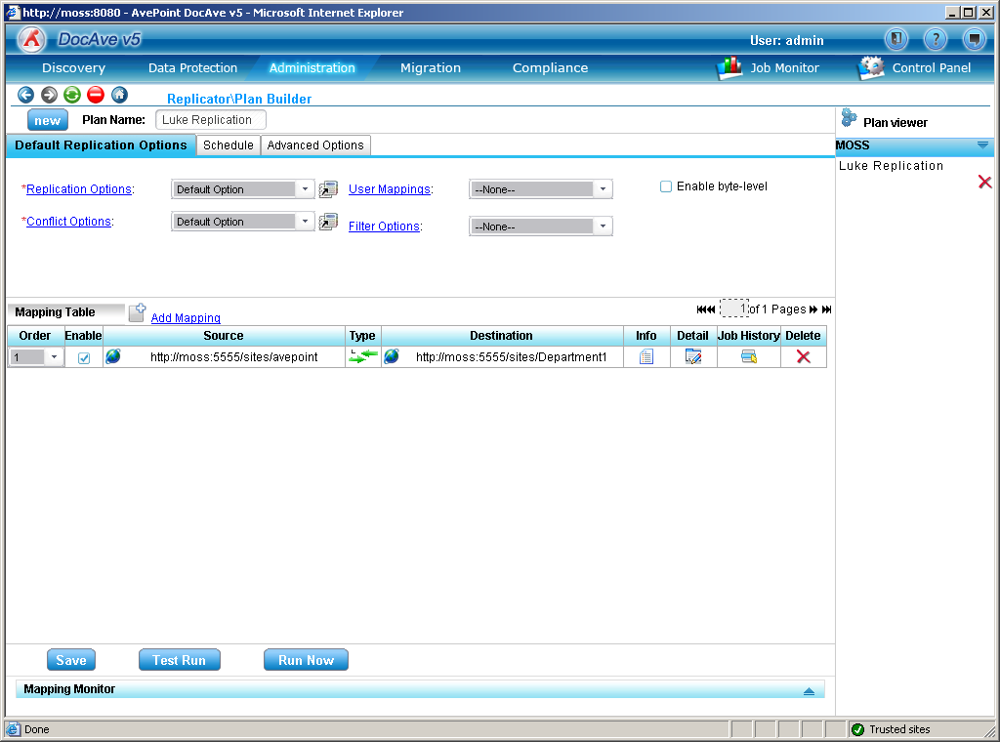 http://moss:8080 - AvePoint DocAve v5 - Microsoft Internet Explorer
DocAve v5
User: admin
?
Discovery Data Protection Administration Migration Compliance Job Monitor Control Panel
Replicator\Plan Builder
new Plan Name: Luke Replication
Plan viewer
Default Replication Options Schedule Advanced Options
MOSS
Luke Replication
*Replication Options: Default Option User Mappings: --None-- Enable byte-level
*Conflict Options: Default Option Filter Options: --None--
Mapping Table Add Mapping 1 of 1 Pages
Order Enable Source Type Destination Info Detail Job History Delete
1 http://moss:5555/sites/avepoint http://moss:5555/sites/Department1
Save Test Run Run Now
Mapping Monitor
Done Trusted sites